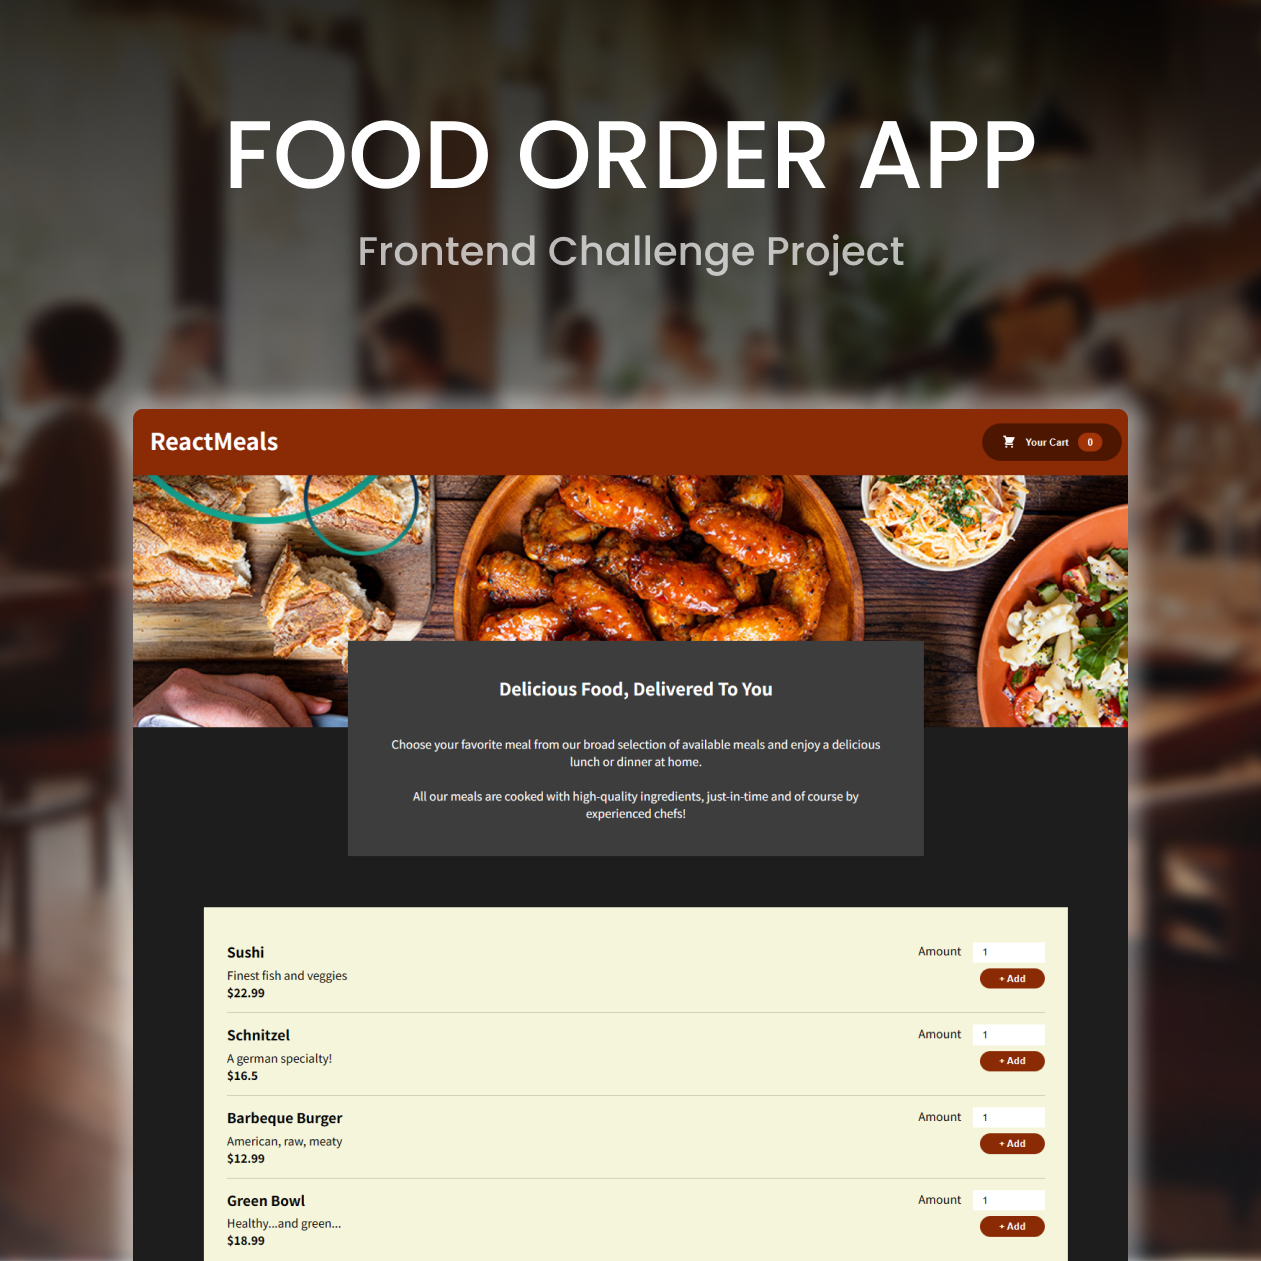 FOOD ORDER APP
Frontend Challenge Project
ReactMeals
Your Cart 0
Delicious Food, Delivered To You
Choose your favorite meal from our broad selection of available meals and enjoy a delicious
lunch or dinner at home.
All our meals are cooked with high-quality ingredients, just-in-time and of course by
experienced chefs!
Sushi
Finest fish and veggies
$22.99
Amount 1
+ Add
Schnitzel
A german specialty!
$16.5
Amount 1
+ Add
Barbeque Burger
American, raw, meaty
$12.99
Amount 1
+ Add
Green Bowl
Healthy...and green...
$18.99
Amount 1
+ Add